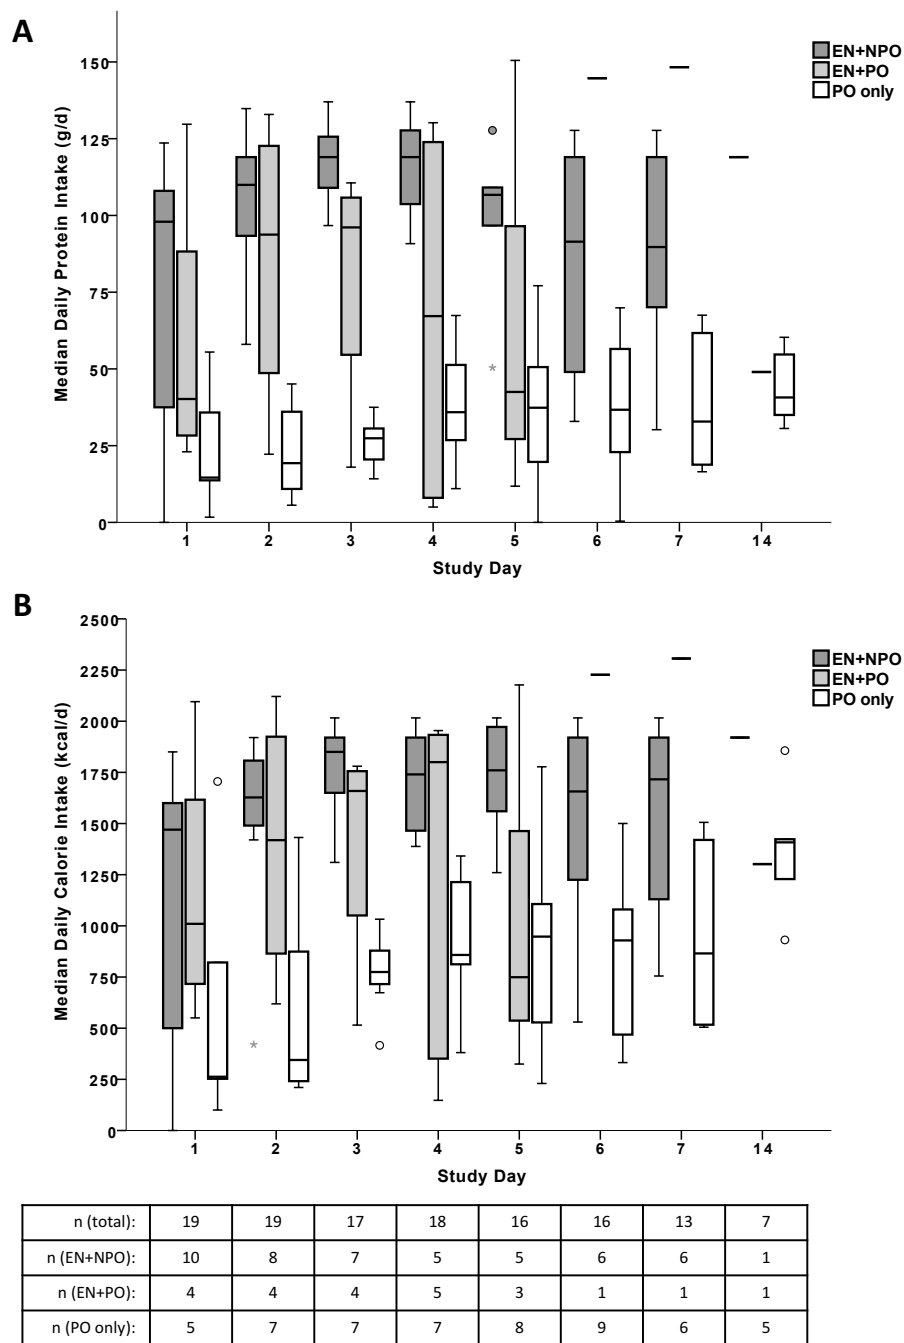 A
EN+NPO
EN+PO
PO only
Median Daily Protein Intake (g/d)
150
125
100
75
50
25
0
1 2 3 4 5 6 7 14
Study Day
B
EN+NPO
EN+PO
PO only
Median Daily Calorie Intake (kcal/d)
2500
2250
2000
1750
1500
1250
1000
750
500
250
0
1 2 3 4 5 6 7 14
Study Day
n (total): 19 19 17 18 16 16 13 7
n (EN+NPO): 10 8 7 5 5 6 6 1
n (EN+PO): 4 4 4 5 3 1 1 1
n (PO only): 5 7 7 7 8 9 6 5